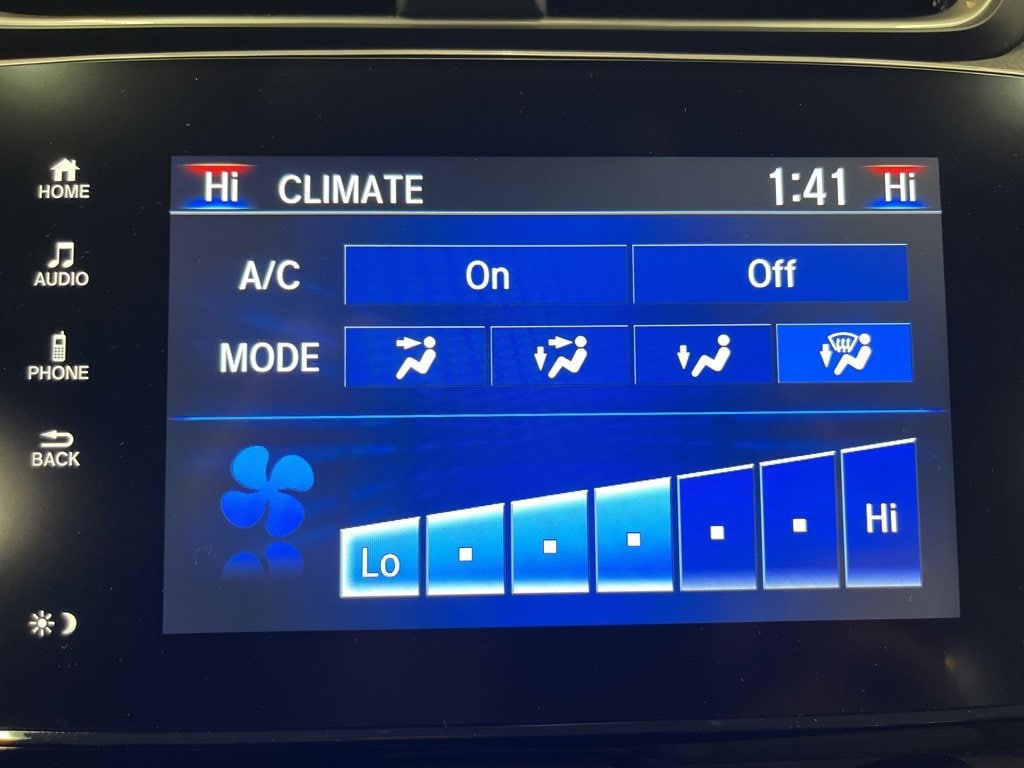 HOME
AUDIO
PHONE
BACK
Hi CLIMATE 1:41 Hi
A/C On Off
MODE
Lo Hi